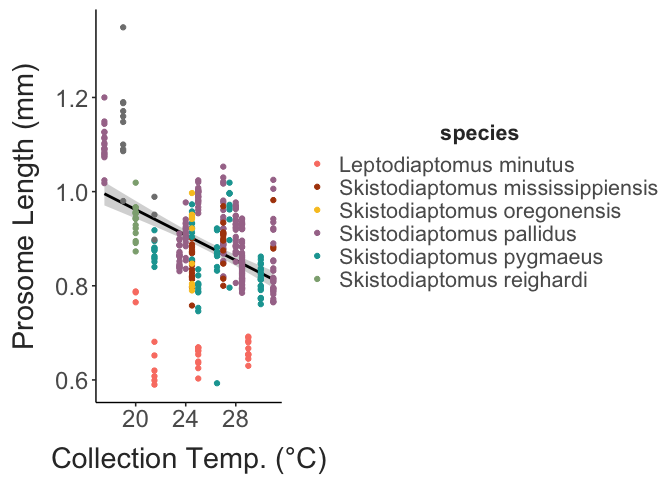 Prosome Length (mm)
1.2
1.0
0.8
0.6
20 24 28
Collection Temp. (°C)
species
Leptodiaptomus minutus
Skistodiaptomus mississippiensis
Skistodiaptomus oregonensis
Skistodiaptomus pallidus
Skistodiaptomus pygmaeus
Skistodiaptomus reighardi